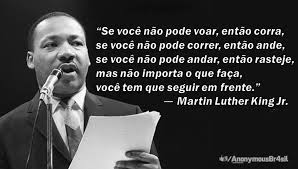 “Se você não pode voar, então corra,
se você não pode correr, então ande,
se você não pode andar, então rasteje,
mas não importa o que faça,
você tem que seguir em frente.”
— Martin Luther King Jr.
/AnonymousBr4sil